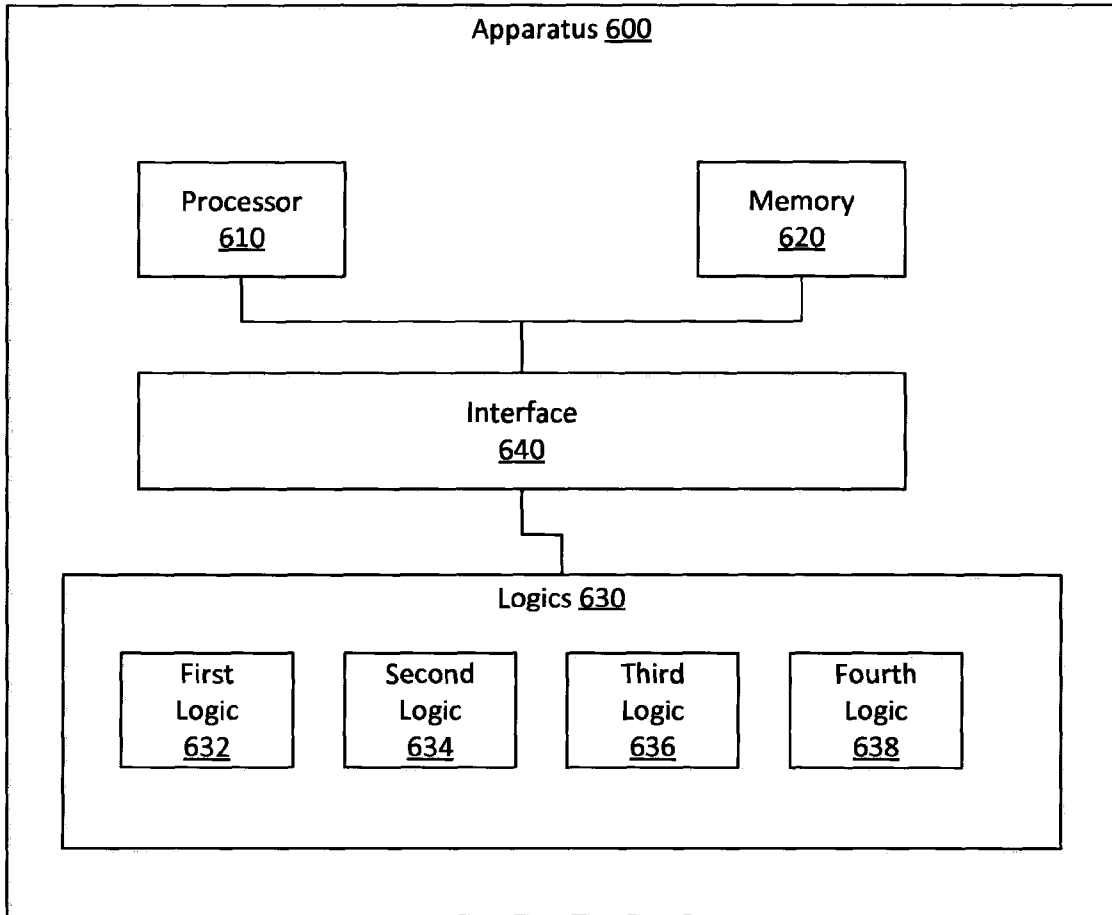 Apparatus 600
Processor
610
Memory
620
Interface
640
Logics 630
First
Logic
632
Second
Logic
634
Third
Logic
636
Fourth
Logic
638